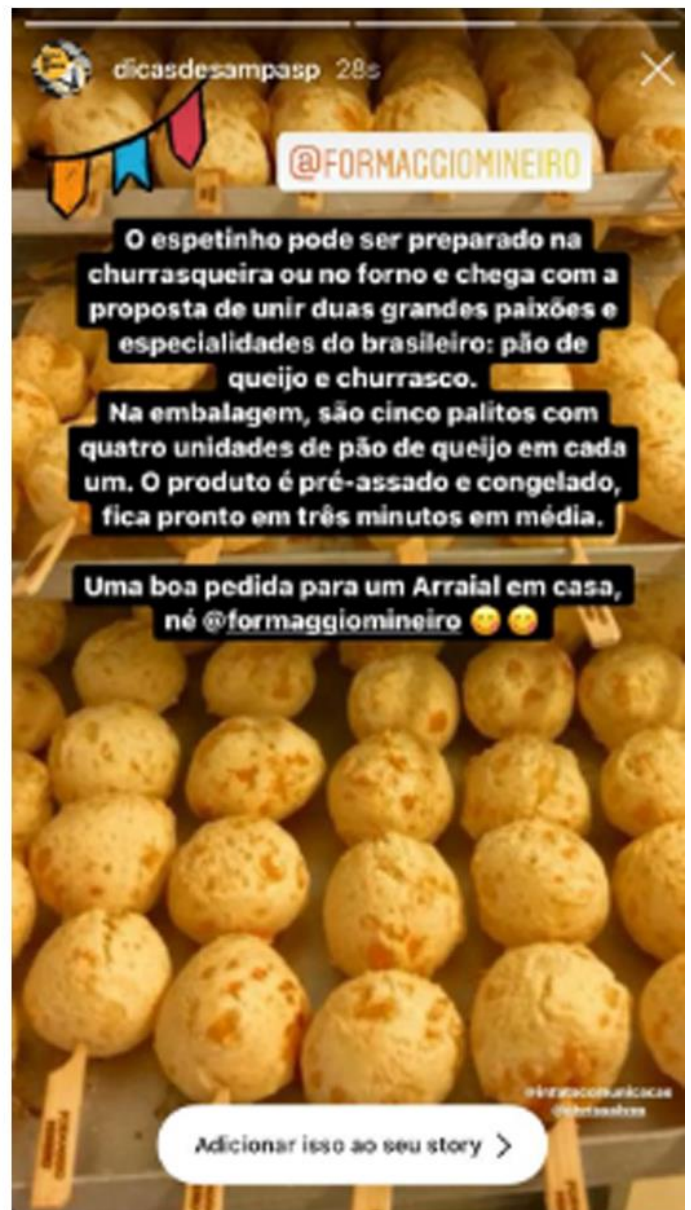 dicasdesampasp 28s
@FORMAGGIOMINEIRO
O espetinho pode ser preparado na
churrasqueira ou no forno e chega com a
proposta de unir duas grandes paixões e
especialidades do brasileiro: pão de
queijo e churrasco.
Na embalagem, são cinco palitos com
quatro unidades de pão de queijo em cada
um. O produto é pré-assado e congelado,
fica pronto em três minutos em média.
Uma boa pedida para um Arraial em casa,
né @formaggiomineiro 😋 😋
Adicionar isso ao seu story